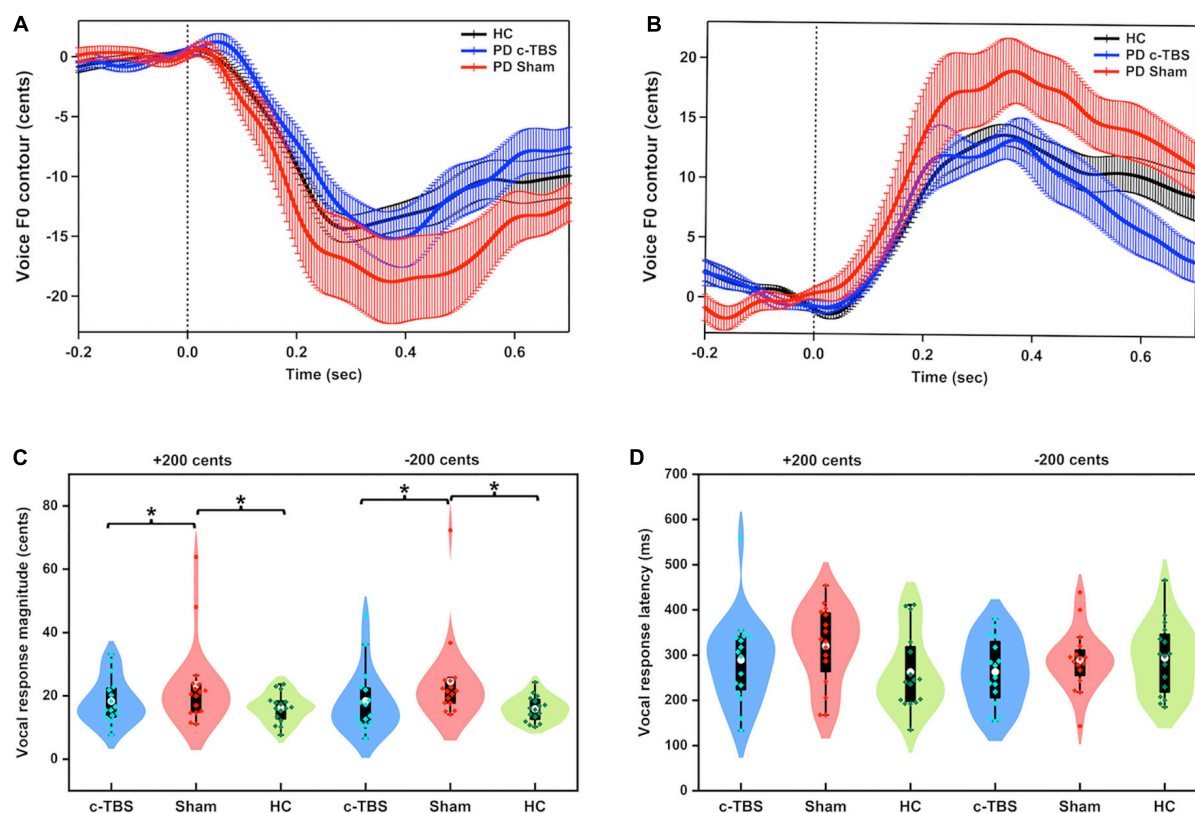 A
HC
PD c-TBS
PD Sham
Voice F0 contour (cents)
0
-5
-10
-15
-20
-0.2 0.0 0.2 0.4 0.6
Time (sec)
B
HC
PD c-TBS
PD Sham
Voice F0 contour (cents)
20
15
10
5
0
-0.2 0.0 0.2 0.4 0.6
Time (sec)
C
+200 cents -200 cents
Vocal response magnitude (cents)
80
60
40
20
0
* * * *
c-TBS Sham HC c-TBS Sham HC
D
+200 cents -200 cents
Vocal response latency (ms)
700
600
500
400
300
200
100
0
c-TBS Sham HC c-TBS Sham HC